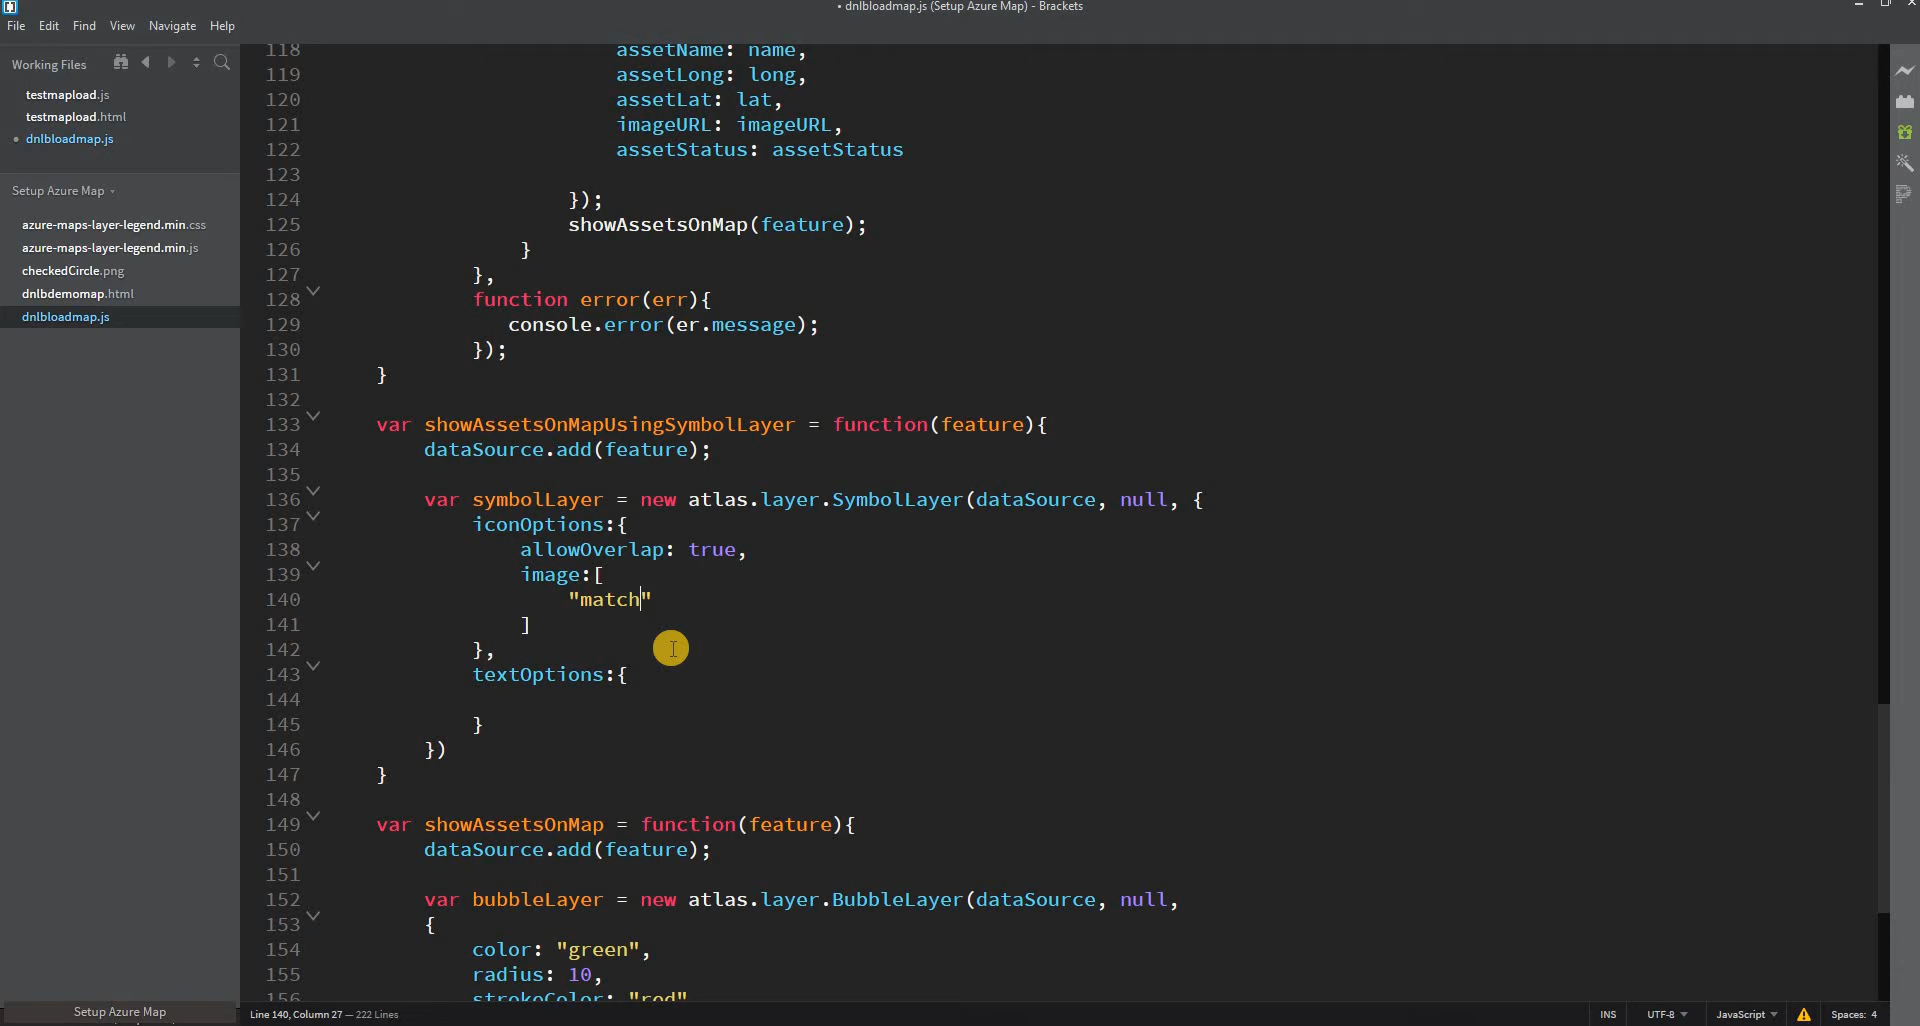 • dnlbloadmap.js (Setup Azure Map) - Brackets
File Edit Find View Navigate Help
Working Files
testmapload.js
testmapload.html
• dnlbloadmap.js
Setup Azure Map
azure-maps-layer-legend.min.css
azure-maps-layer-legend.min.js
checkedCircle.png
dnlbdemomap.html
dnlbloadmap.js
Setup Azure Map
118 assetName: name,
119 assetLong: long,
120 assetLat: lat,
121 imageURL: imageURL,
122 assetStatus: assetStatus
123
124 });
125 showAssetsOnMap(feature);
126 }
127 },
128 function error(err){
129 console.error(er.message);
130 });
131 }
132
133 var showAssetsOnMapUsingSymbolLayer = function(feature){
134 dataSource.add(feature);
135
136 var symbolLayer = new atlas.layer.SymbolLayer(dataSource, null, {
137 iconOptions:{
138 allowOverlap: true,
139 image:[
140 "match"
141 ]
142 },
143 textOptions:{
144
145 }
146 })
147 }
148
149 var showAssetsOnMap = function(feature){
150 dataSource.add(feature);
151
152 var bubbleLayer = new atlas.layer.BubbleLayer(dataSource, null,
153 {
154 color: "green",
155 radius: 10,
156 strokeColor: "red"
Line 140, Column 27 — 222 Lines
INS UTF-8 JavaScript Spaces: 4